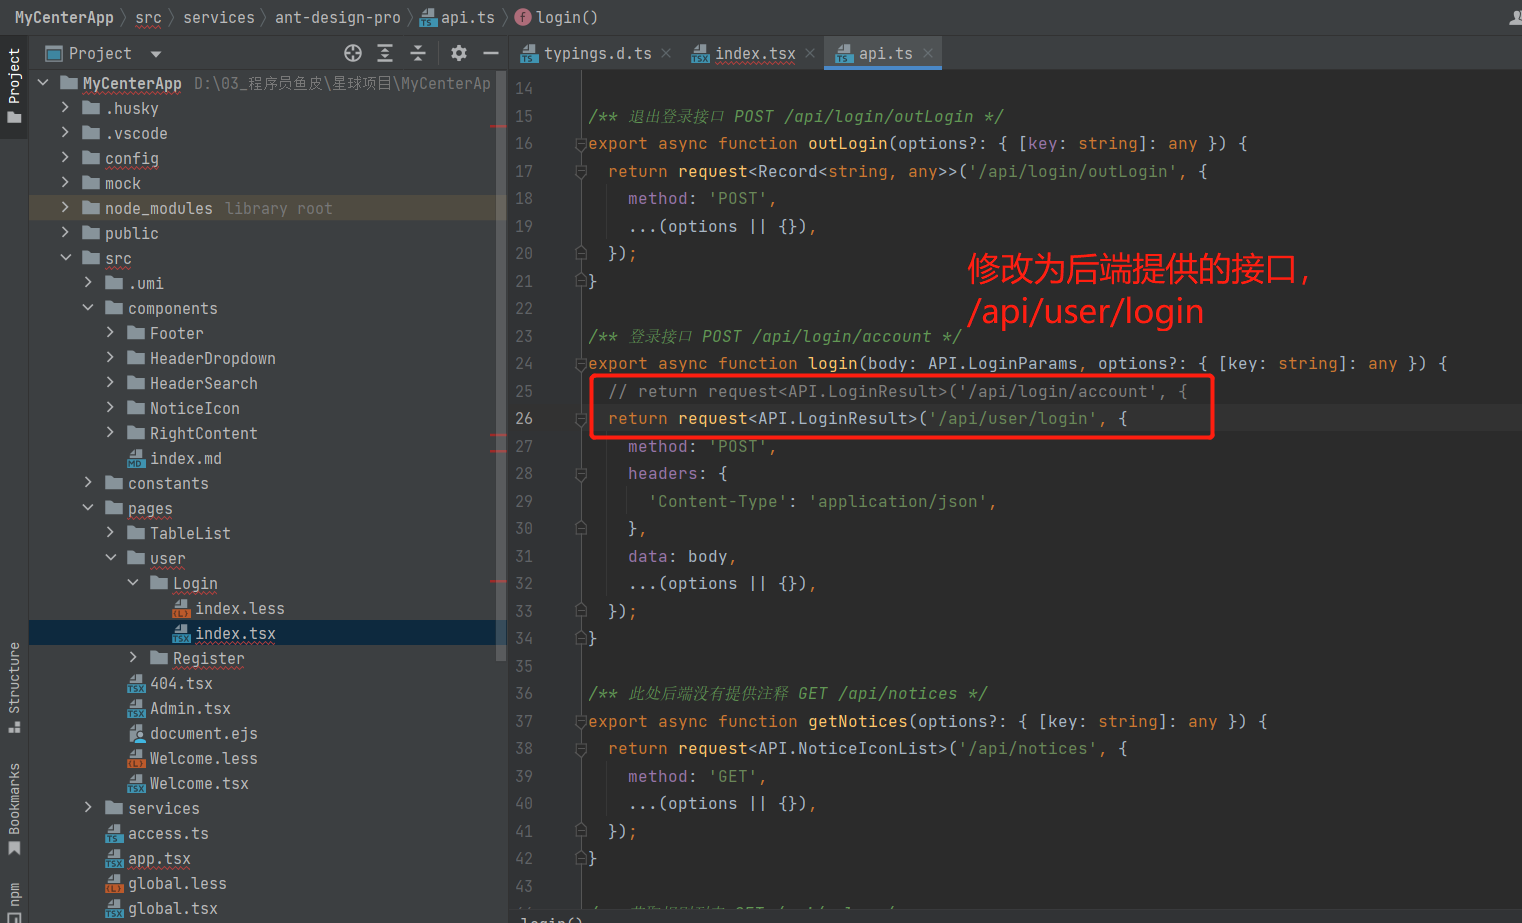 MyCenterApp src services ant-design-pro api.ts login()
Project
typings.d.ts
index.tsx
api.ts
Project
Structure
Bookmarks
npm
MyCenterApp D:\03_程序员鱼皮\星球项目\MyCenterAp
.husky
.vscode
config
mock
node_modules library root
public
src
.umi
components
Footer
HeaderDropdown
HeaderSearch
NoticeIcon
RightContent
index.md
constants
pages
TableList
user
Login
index.less
index.tsx
Register
404.tsx
Admin.tsx
document.ejs
Welcome.less
Welcome.tsx
services
access.ts
app.tsx
global.less
global.tsx
14
15 /** 退出登录接口 POST /api/login/outLogin */
16 export async function outLogin(options?: { [key: string]: any }) {
17 return request<Record<string, any>>('/api/login/outLogin', {
18 method: 'POST',
19 ...(options || {}),
20 });
21 }
22
23 /** 登录接口 POST /api/login/account */
24 export async function login(body: API.LoginParams, options?: { [key: string]: any }) {
25 // return request<API.LoginResult>('/api/login/account', {
26 return request<API.LoginResult>('/api/user/login', {
27 method: 'POST',
28 headers: {
29 'Content-Type': 'application/json',
30 },
31 data: body,
32 ...(options || {}),
33 });
34 }
35
36 /** 此处后端没有提供注释 GET /api/notices */
37 export async function getNotices(options?: { [key: string]: any }) {
38 return request<API.NoticeIconList>('/api/notices', {
39 method: 'GET',
40 ...(options || {}),
41 });
42 }
43
修改为后端提供的接口，
/api/user/login
login()